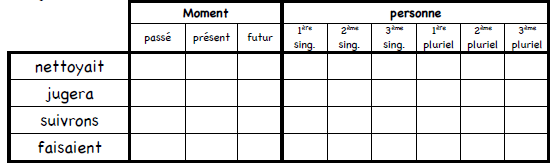 Moment personne
passé présent futur 1ère sing. 2ème sing. 3ème sing. 1ère pluriel 2ème pluriel 3ème pluriel
nettoyait
jugera
suivrons
faisaient